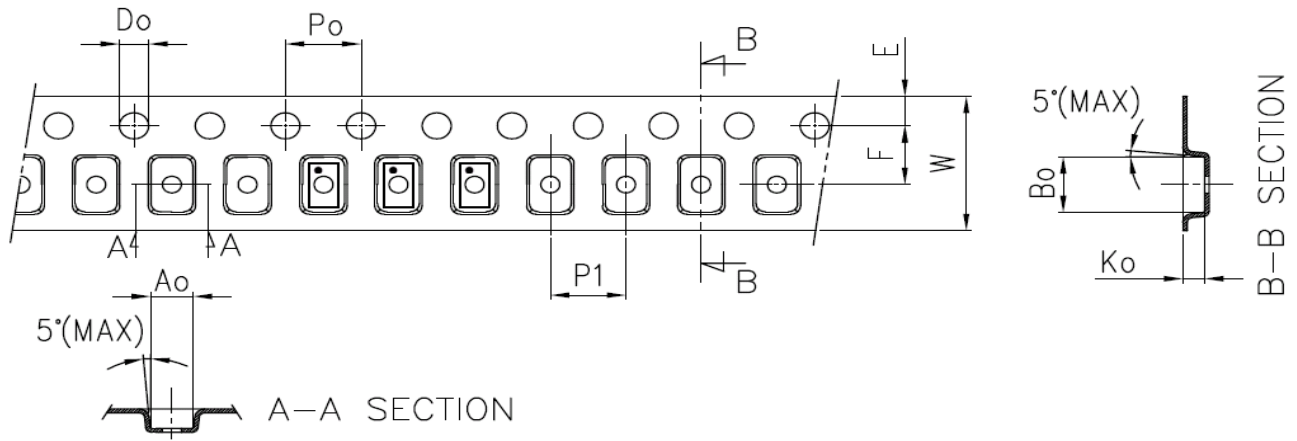 Do
Po
B
E
F
W
A
A
P1
B
Ao
5°(MAX)
A-A SECTION
5°(MAX)
Bo
Ko
B-B SECTION